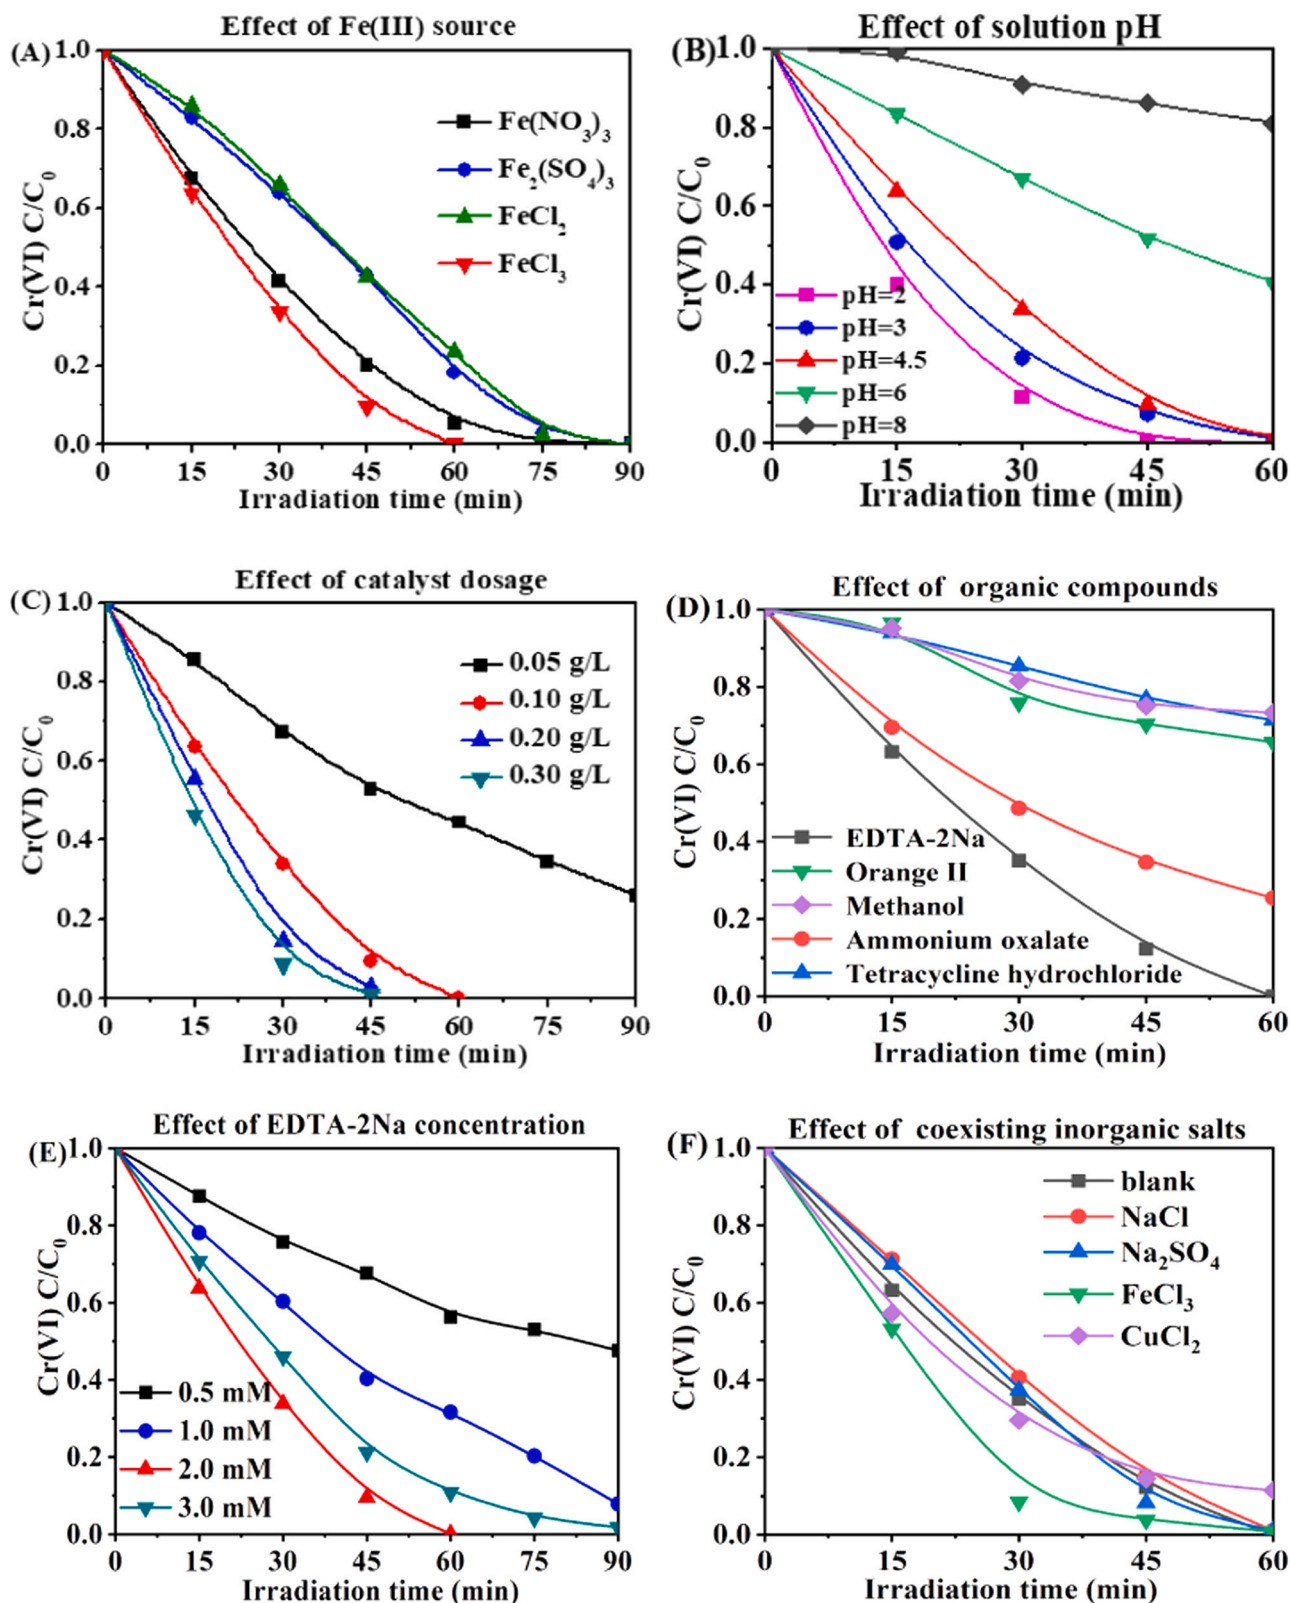 Effect of Fe(III) source
(A)
1.0
0.8
0.6
0.4
0.2
0.0
Cr(VI) C/C₀
Fe(NO₃)₃
Fe₂(SO₄)₃
FeCl₂
FeCl₃
0 15 30 45 60 75 90
Irradiation time (min)
Effect of solution pH
(B)
1.0
0.8
0.6
0.4
0.2
0.0
Cr(VI) C/C₀
pH=2
pH=3
pH=4.5
pH=6
pH=8
0 15 30 45 60
Irradiation time (min)
Effect of catalyst dosage
(C)
1.0
0.8
0.6
0.4
0.2
0.0
Cr(VI) C/C₀
0.05 g/L
0.10 g/L
0.20 g/L
0.30 g/L
0 15 30 45 60 75 90
Irradiation time (min)
Effect of organic compounds
(D)
1.0
0.8
0.6
0.4
0.2
0.0
Cr(VI) C/C₀
EDTA-2Na
Orange II
Methanol
Ammonium oxalate
Tetracycline hydrochloride
0 15 30 45 60
Irradiation time (min)
Effect of EDTA-2Na concentration
(E)
1.0
0.8
0.6
0.4
0.2
0.0
Cr(VI) C/C₀
0.5 mM
1.0 mM
2.0 mM
3.0 mM
0 15 30 45 60 75 90
Irradiation time (min)
Effect of coexisting inorganic salts
(F)
1.0
0.8
0.6
0.4
0.2
0.0
Cr(VI) C/C₀
blank
NaCl
Na₂SO₄
FeCl₃
CuCl₂
0 15 30 45 60
Irradiation time (min)